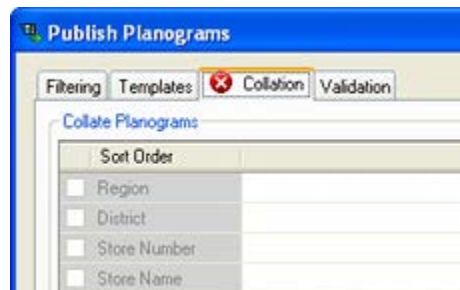 Publish Planograms
Filtering Templates Collation Validation
Collate Planograms
Sort Order
Region
District
Store Number
Store Name